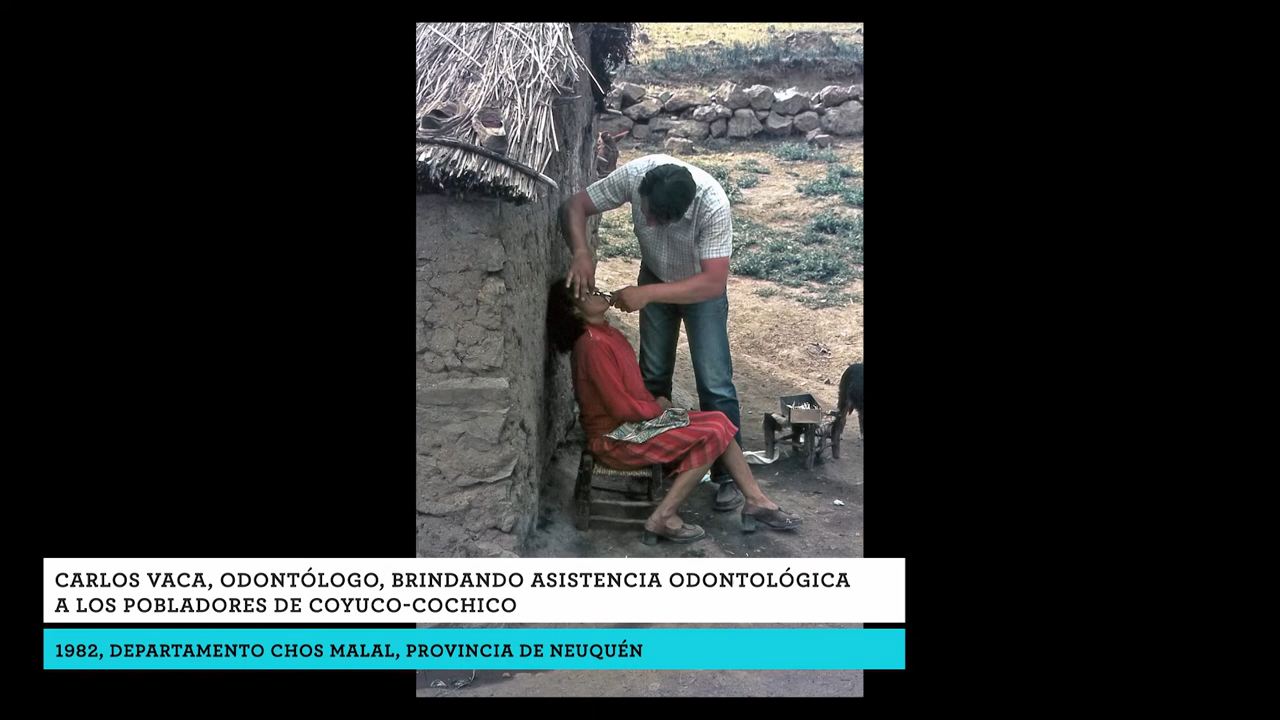 CARLOS VACA, ODONTÓLOGO, BRINDANDO ASISTENCIA ODONTOLÓGICA
A LOS POBLADORES DE COYUCO-COCHICO
1982, DEPARTAMENTO CHOS MALAL, PROVINCIA DE NEUQUÉN